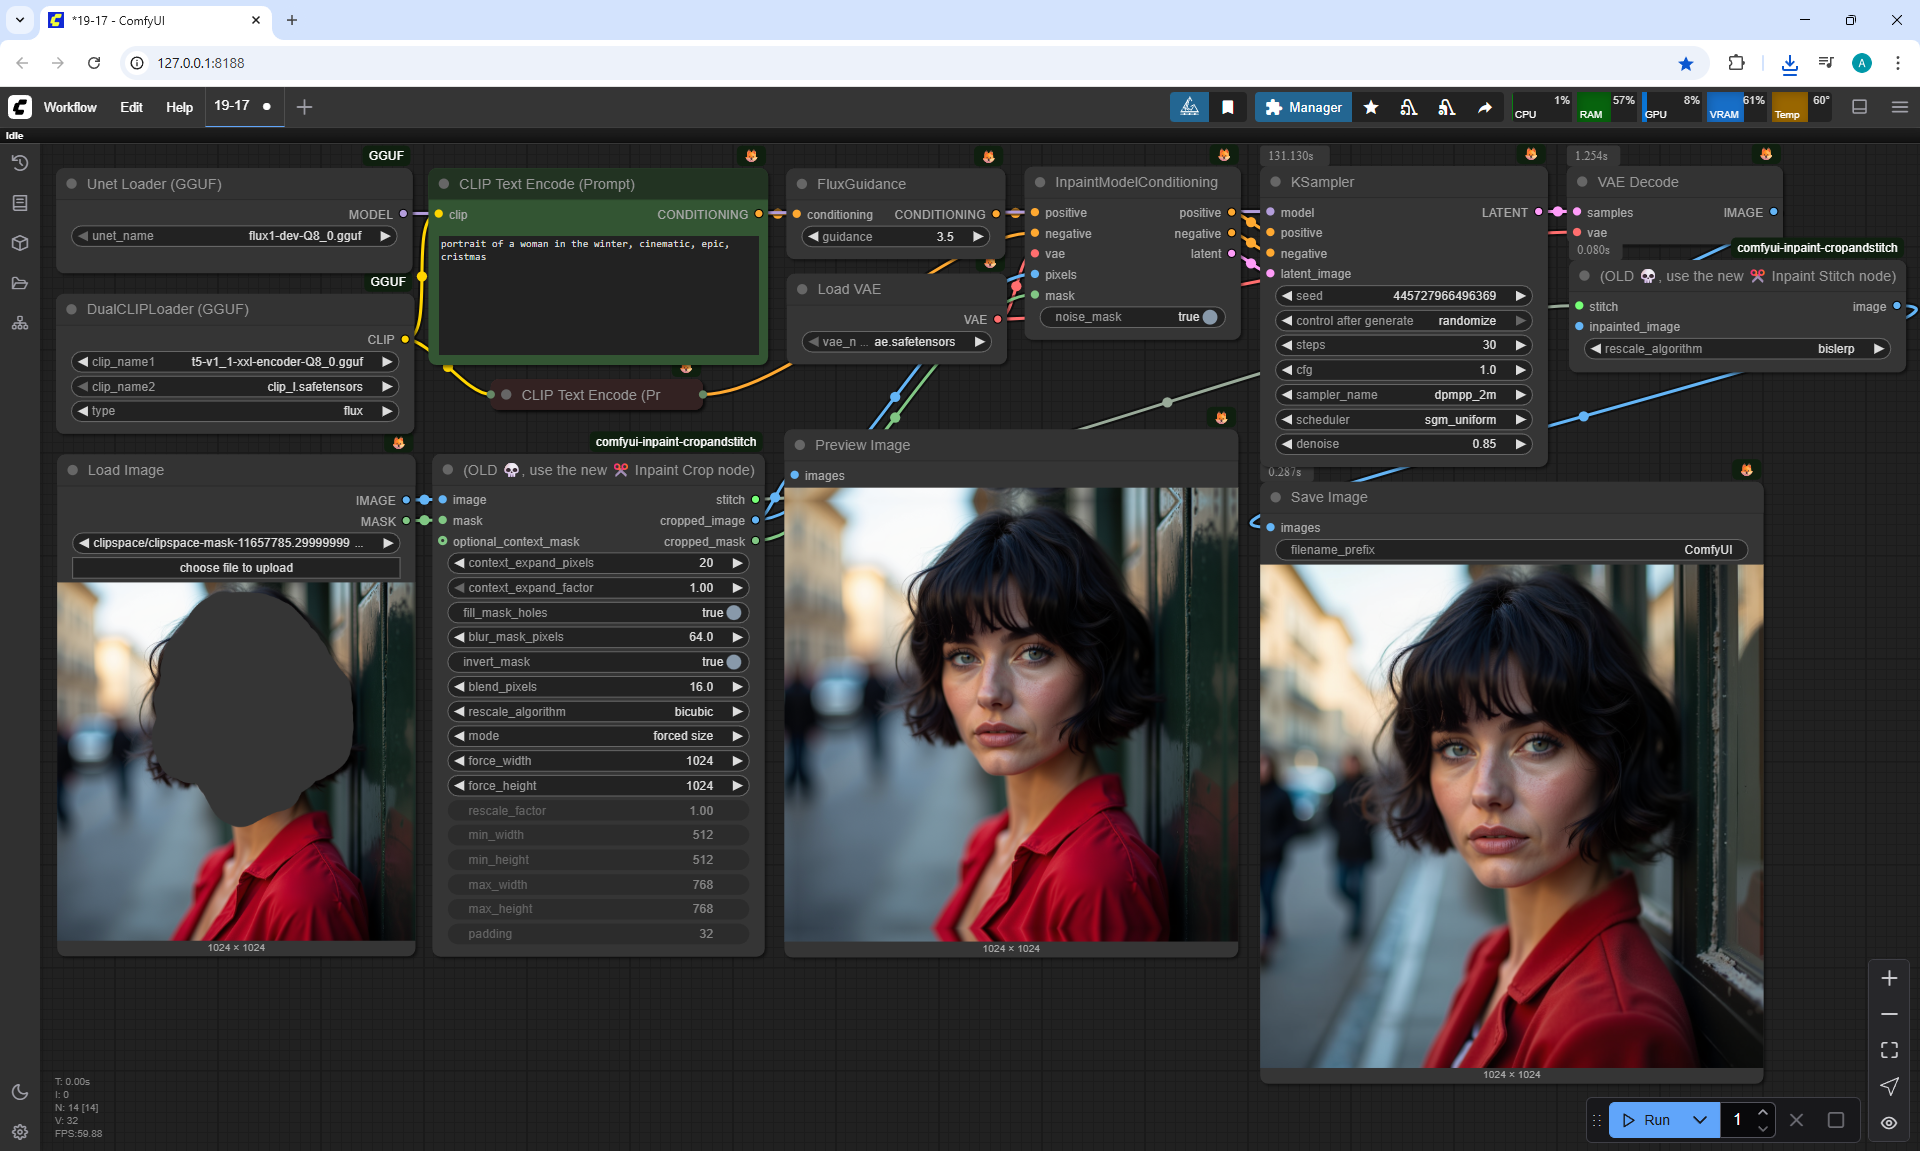 *19-17 - ComfyUI
127.0.0.1:8188
A
Workflow Edit Help 19-17
Manager
CPU 1% RAM 57% GPU 8% VRAM 61% Temp 60°
Idle
GGUF
Unet Loader (GGUF)
MODEL
unet_name flux1-dev-Q8_0.gguf
GGUF
DualCLIPLoader (GGUF)
CLIP
clip_name1 t5-v1_1-xxl-encoder-Q8_0.gguf
clip_name2 clip_l.safetensors
type flux
CLIP Text Encode (Prompt)
clip CONDITIONING
portrait of a woman in the winter, cinematic, epic,
cristmas
CLIP Text Encode (Pr
FluxGuidance
conditioning CONDITIONING
guidance 3.5
Load VAE
VAE
vae_n ... ae.safetensors
InpaintModelConditioning
positive positive
negative negative
vae latent
pixels
mask
noise_mask true
131.130s
KSampler
model LATENT
positive
negative
latent_image
seed 445727966496369
control after generate randomize
steps 30
cfg 1.0
sampler_name dpmpp_2m
scheduler sgm_uniform
denoise 0.85
1.254s
VAE Decode
samples IMAGE
vae
0.080s
comfyui-inpaint-cropandstitch
(OLD 💀, use the new ✂️ Inpaint Stitch node)
stitch image
inpainted_image
rescale_algorithm bislerp
Load Image
IMAGE
MASK
clipspace/clipspace-mask-11657785.29999999 ...
choose file to upload
1024 × 1024
comfyui-inpaint-cropandstitch
(OLD 💀, use the new ✂️ Inpaint Crop node)
image stitch
mask cropped_image
optional_context_mask cropped_mask
context_expand_pixels 20
context_expand_factor 1.00
fill_mask_holes true
blur_mask_pixels 64.0
invert_mask true
blend_pixels 16.0
rescale_algorithm bicubic
mode forced size
force_width 1024
force_height 1024
rescale_factor 1.00
min_width 512
min_height 512
max_width 768
max_height 768
padding 32
Preview Image
images
1024 × 1024
0.287s
Save Image
images
filename_prefix ComfyUI
1024 × 1024
T: 0.00s
I: 0
N: 14 [14]
V: 32
FPS:59.88
Run 1